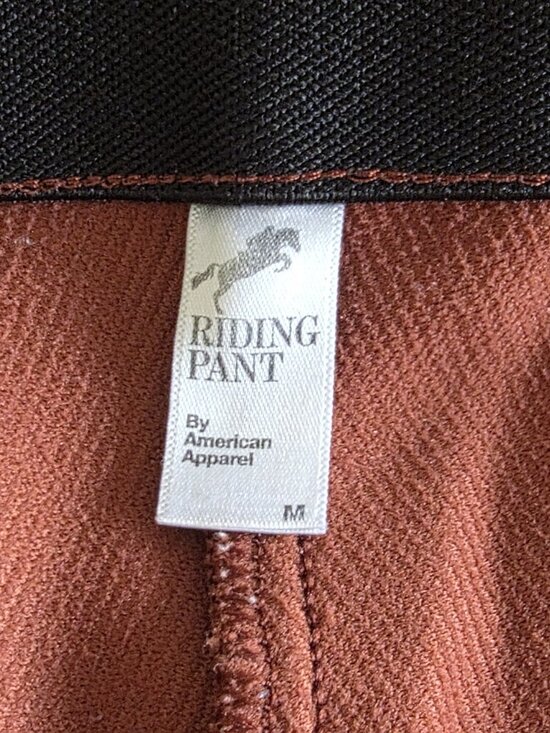 RIDING
PANT
By
American
Apparel
M